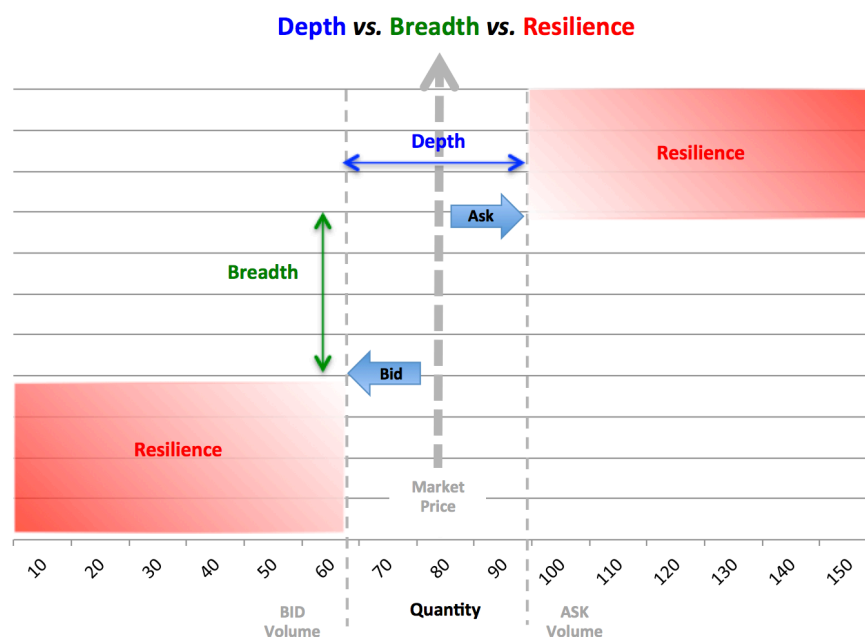 Depth vs. Breadth vs. Resilience
Depth
Resilience
Ask
Breadth
Bid
Resilience
Market
Price
10 20 30 40 50 60 70 80 90 100 110 120 130 140 150
BID
Volume
Quantity
ASK
Volume